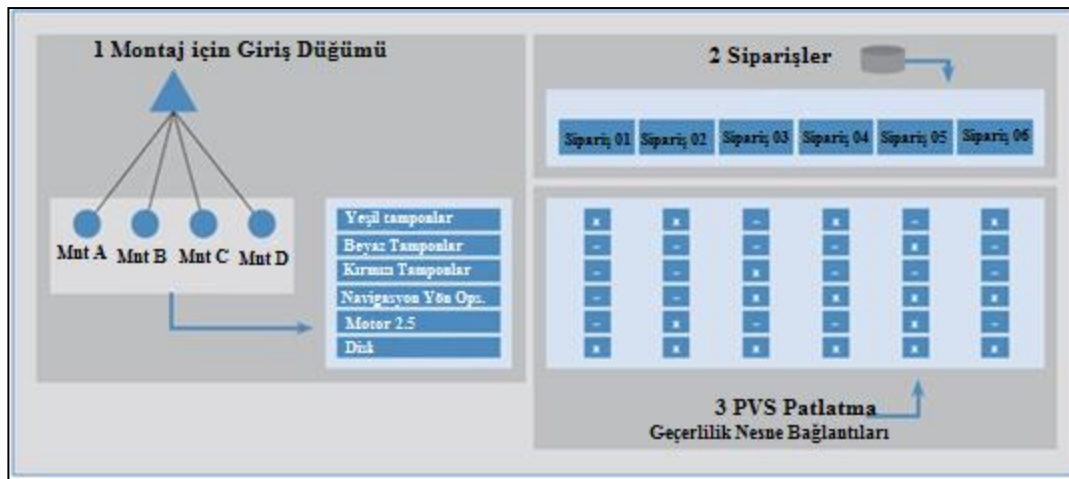 1 Montaj için Giriş Düğümü
Mnt A Mnt B Mnt C Mnt D
Yeşil tamponlar
Beyaz Tamponlar
Kırmızı Tamponlar
Navigasyon Yön Ops.
Motor 2.5
Disk
2 Siparişler
Sipariş 01 Sipariş 02 Sipariş 03 Sipariş 04 Sipariş 05 Sipariş 06
x x – x – x
– – – – x –
– – x – – –
– – x x x x
– x – – x –
x x x x x x
3 PVS Patlatma
Geçerlilik Nesne Bağlantıları